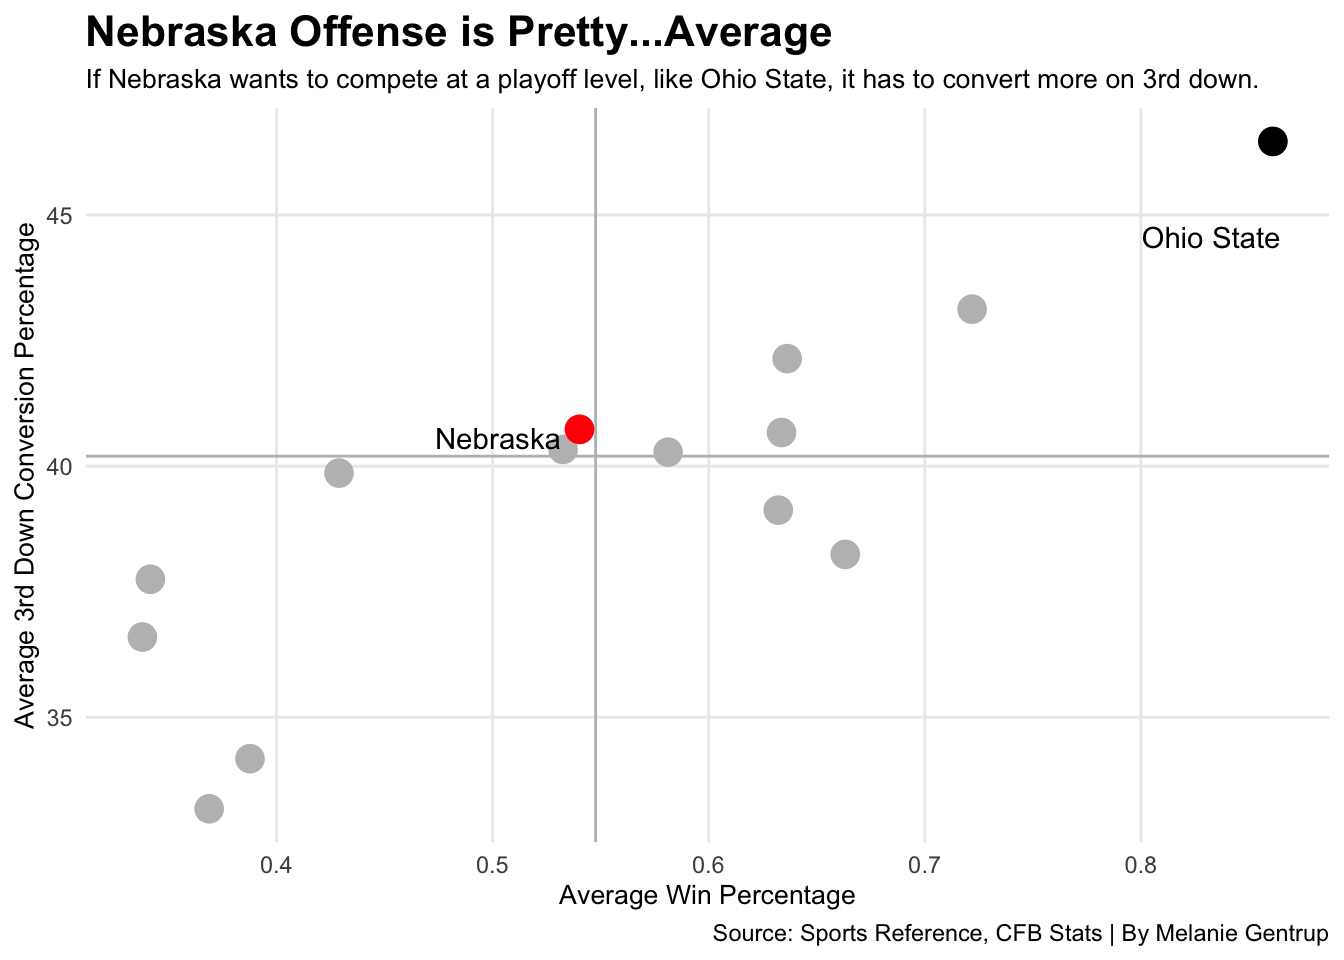 Nebraska Offense is Pretty...Average
If Nebraska wants to compete at a playoff level, like Ohio State, it has to convert more on 3rd down.
Average 3rd Down Conversion Percentage
45
40
35
Ohio State
Nebraska
0.4
0.5
0.6
0.7
0.8
Average Win Percentage
Source: Sports Reference, CFB Stats | By Melanie Gentrup